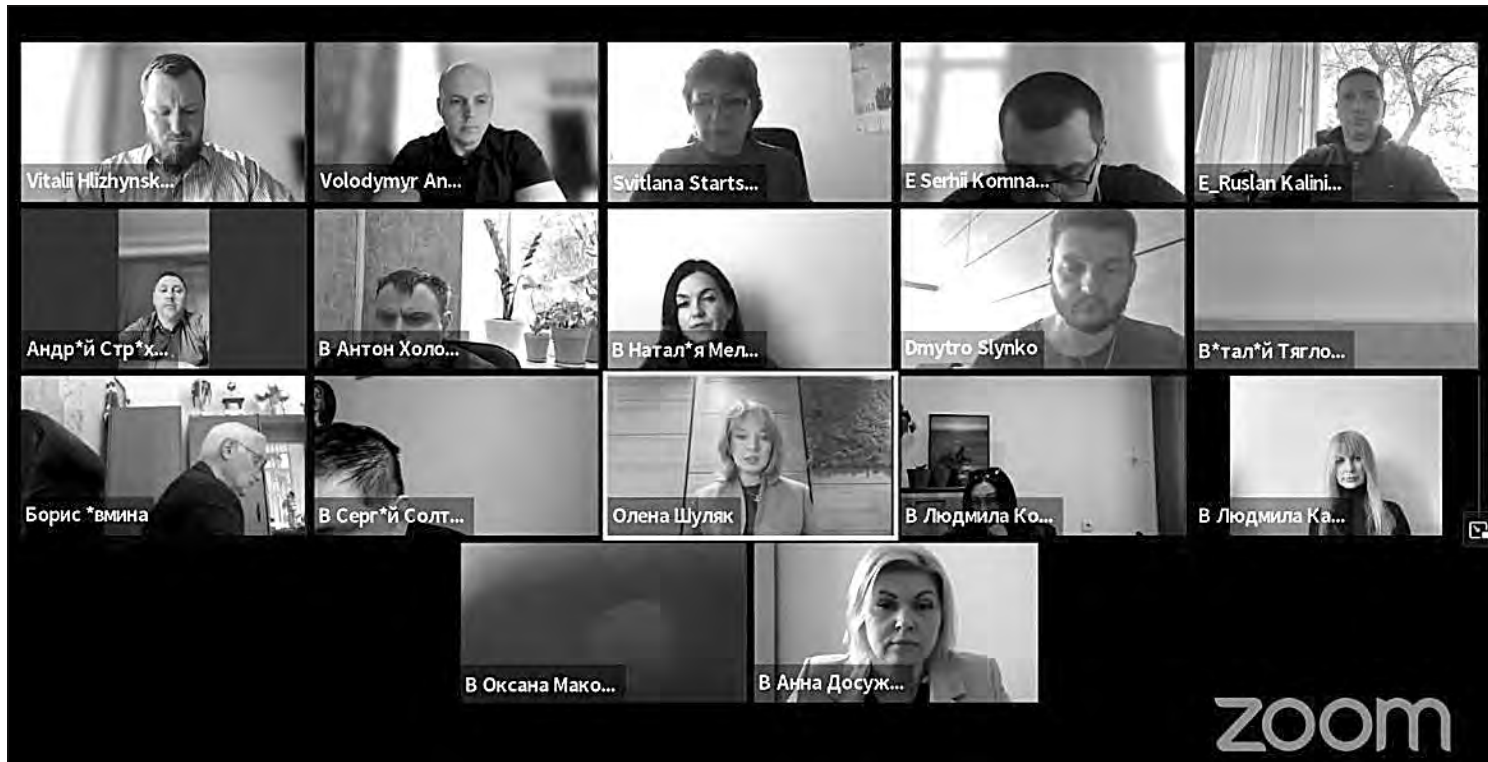 Vitalii Hlizhynsk...
Volodymyr An...
Svitlana Starts...
E Serhii Komna...
E_Ruslan Kalini...
Андр*й Стр*х...
В Антон Холо...
В Натал*я Мел...
Dmytro Slynko
В*тал*й Тягло...
Борис *вмина
В Серг*й Солт...
Олена Шуляк
В Людмила Ко...
В Людмила Ка...
В Оксана Мако...
В Анна Досуж...
zoom